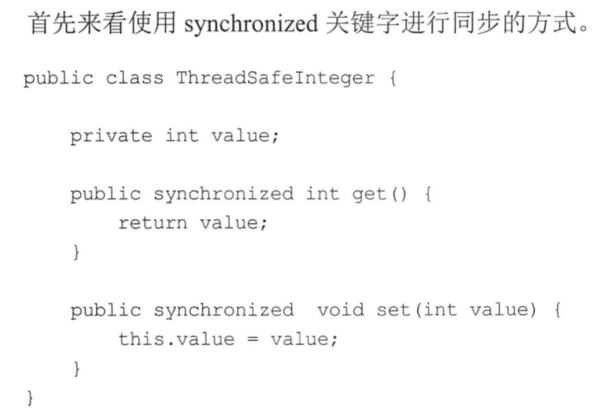 首先来看使用 synchronized 关键字进行同步的方式。
public class ThreadSafeInteger {
    private int value;
    public synchronized int get() {
        return value;
    }
    public synchronized  void set(int value) {
        this.value = value;
    }
}